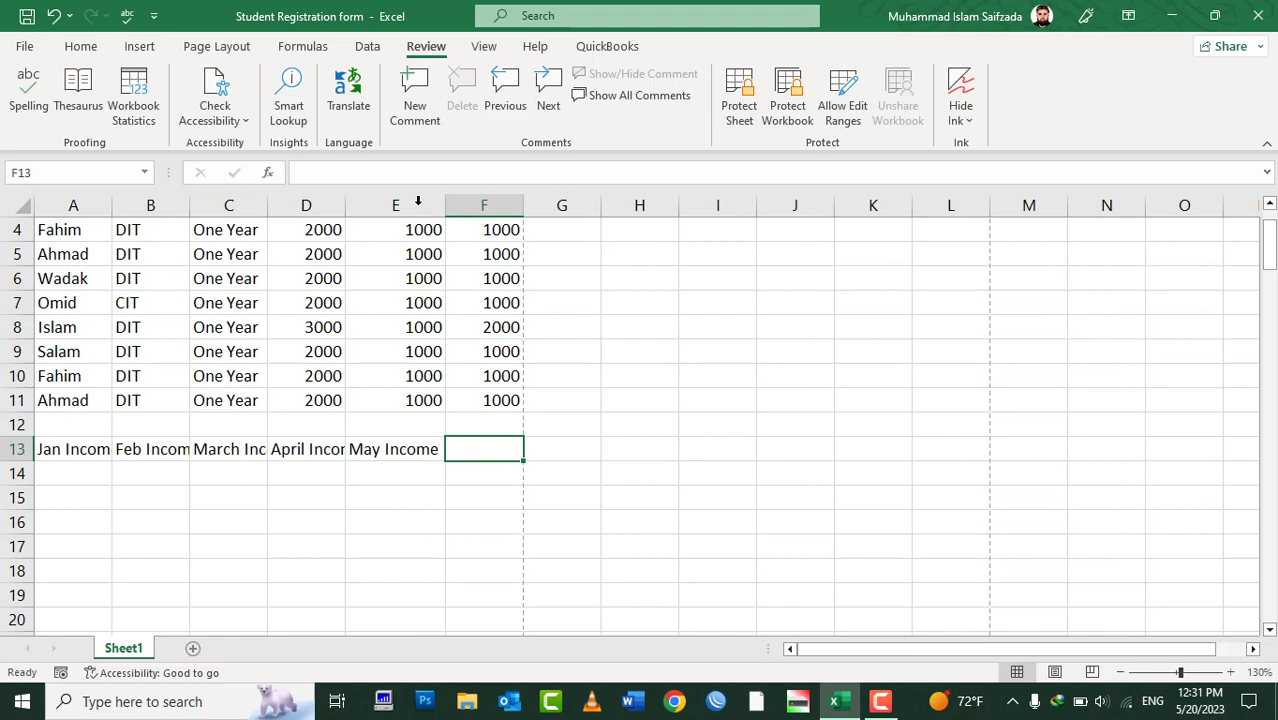 Student Registration form - Excel
Search
Muhammad Islam Saifzada
File Home Insert Page Layout Formulas Data Review View Help QuickBooks
Share
abc
Spelling
Thesaurus
Workbook Statistics
Check Accessibility
Smart Lookup
Translate
New Comment
Delete
Previous
Next
Show/Hide Comment
Show All Comments
Protect Sheet
Protect Workbook
Allow Edit Ranges
Unshare Workbook
Hide Ink
Proofing Accessibility Insights Language Comments Protect Ink
F13
fx
A B C D E F G H I J K L M N O
4 Fahim DIT One Year 2000 1000 1000
5 Ahmad DIT One Year 2000 1000 1000
6 Wadak DIT One Year 2000 1000 1000
7 Omid CIT One Year 2000 1000 1000
8 Islam DIT One Year 3000 1000 2000
9 Salam DIT One Year 2000 1000 1000
10 Fahim DIT One Year 2000 1000 1000
11 Ahmad DIT One Year 2000 1000 1000
12
13 Jan Incom Feb Incom March Inc April Incor May Income
14
15
16
17
18
19
20
Sheet1
Ready
Accessibility: Good to go
130%
Type here to search
72°F
ENG
12:31 PM
5/20/2023